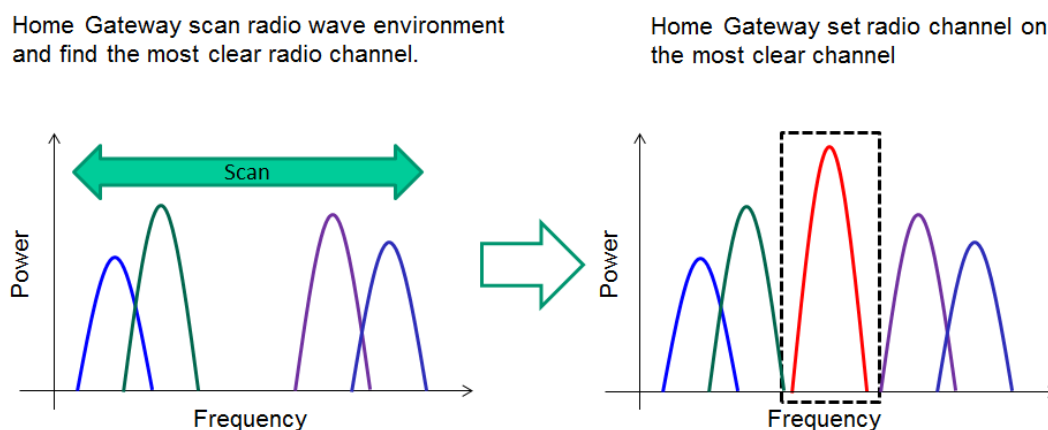 Home Gateway scan radio wave environment
and find the most clear radio channel.
Home Gateway set radio channel on
the most clear channel
Scan
Power
Frequency
Power
Frequency